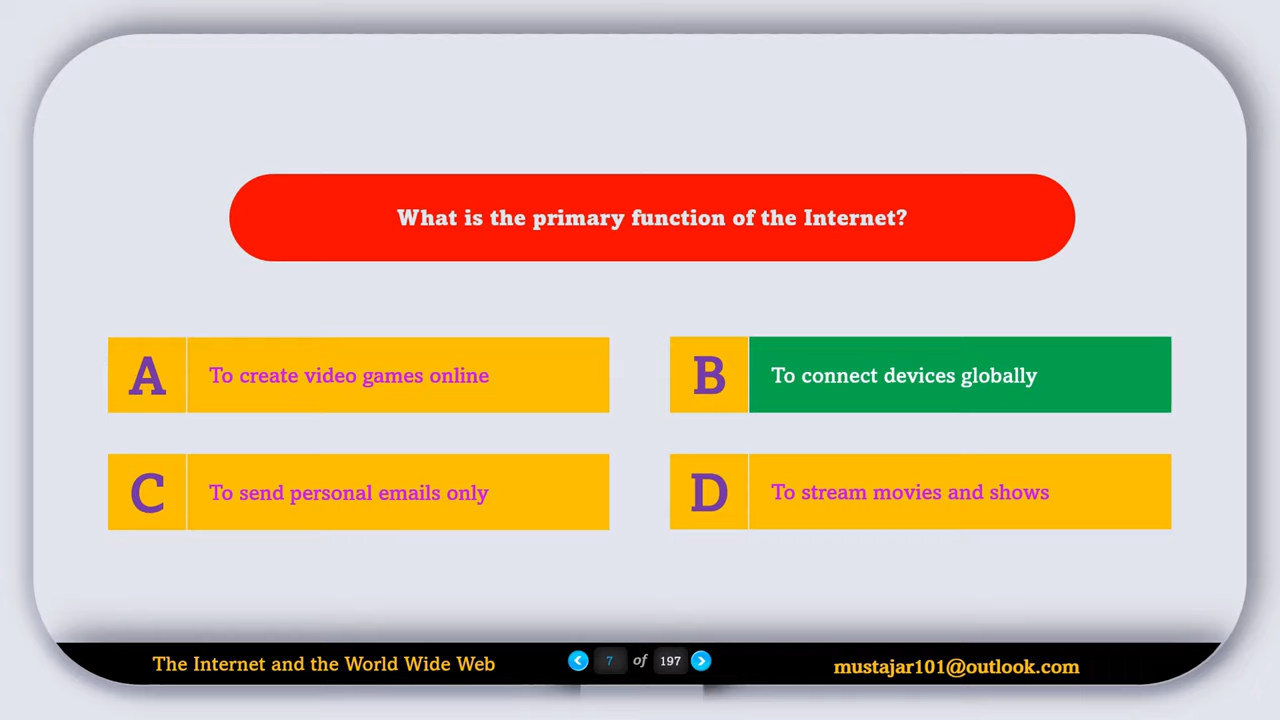 What is the primary function of the Internet?
A To create video games online
B To connect devices globally
C To send personal emails only
D To stream movies and shows
The Internet and the World Wide Web 7 of 197 mustajar101@outlook.com